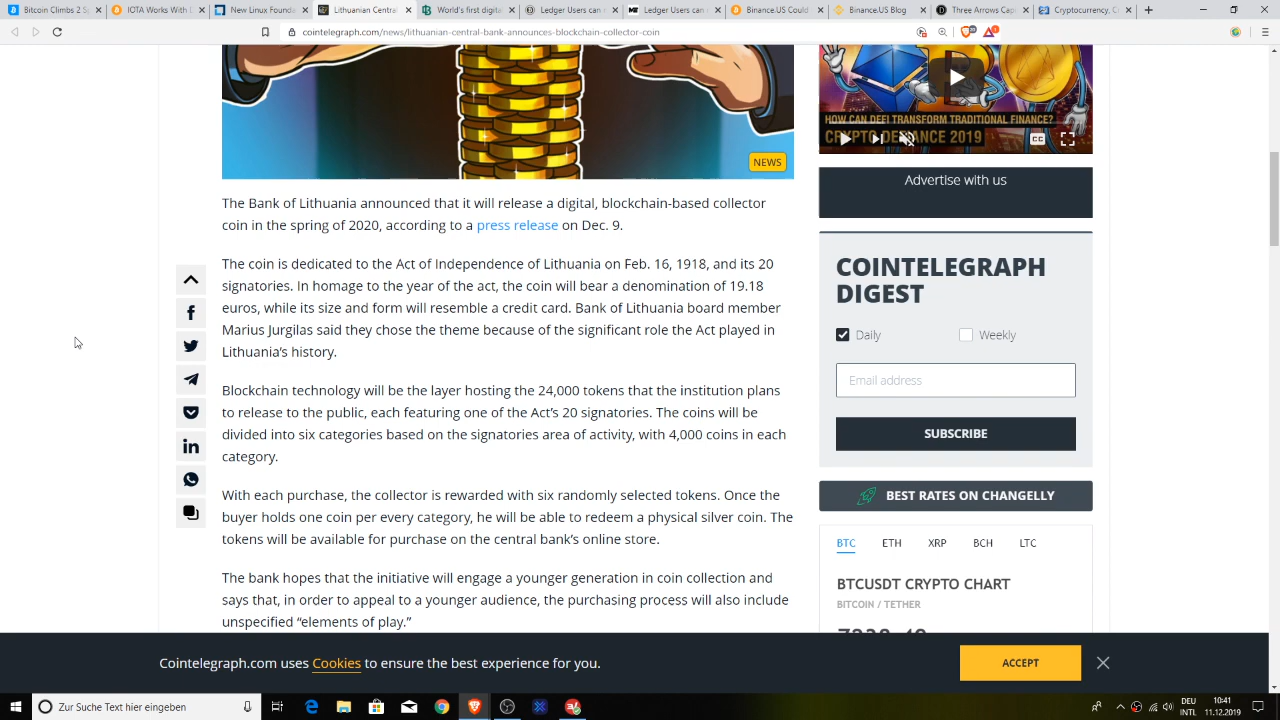 Bitcoin Climbs 2 S
IOTA Works With D
New Linux Founda
Lithuanian Central
World's first digital
Ledger Users can
Ledger Users can
Binance.US Could
Binance.US Blog
Three Arrows Ca
Cryptocurrency, C
cointelegraph.com/news/lithuanian-central-bank-announces-blockchain-collector-coin
NEWS
HOW CAN DEFI TRANSFORM TRADITIONAL FINANCE?
CC
Advertise with us
The Bank of Lithuania announced that it will release a digital, blockchain-based collector
coin in the spring of 2020, according to a press release on Dec. 9.
The coin is dedicated to the Act of Independence of Lithuania on Feb. 16, 1918, and its 20
signatories. In homage to the year of the act, the coin will bear a denomination of 19.18
euros, while its size and form will resemble a credit card. Bank of Lithuania board member
Marius Jurgilas said they chose the theme because of the significant role the Act played in
Lithuania's history.
Blockchain technology will be the layer hosting the 24,000 tokens that the institution plans
to release to the public, each featuring one of the Act's 20 signatories. The coins will be
divided into six categories based on the signatories area of activity, with 4,000 coins in each
category.
With each purchase, the collector is rewarded with six randomly selected tokens. Once the
buyer holds one coin per every category, he will be able to redeem a physical silver coin. The
tokens will be available for purchase on the central bank's online store.
The bank hopes that the initiative will engage a younger generation in coin collection and
says that, in order to appeal to a younger audience, the purchasing process will also include
unspecified “elements of play.”
COINTELEGRAPH
DIGEST
Daily
Weekly
Email address
SUBSCRIBE
BEST RATES ON CHANGELLY
BTC ETH XRP BCH LTC
BTCUSDT CRYPTO CHART
BITCOIN / TETHER
Cointelegraph.com uses Cookies to ensure the best experience for you.
ACCEPT
Zur Suche Text hier eingeben
DEU
INTL
10:41
11.12.2019